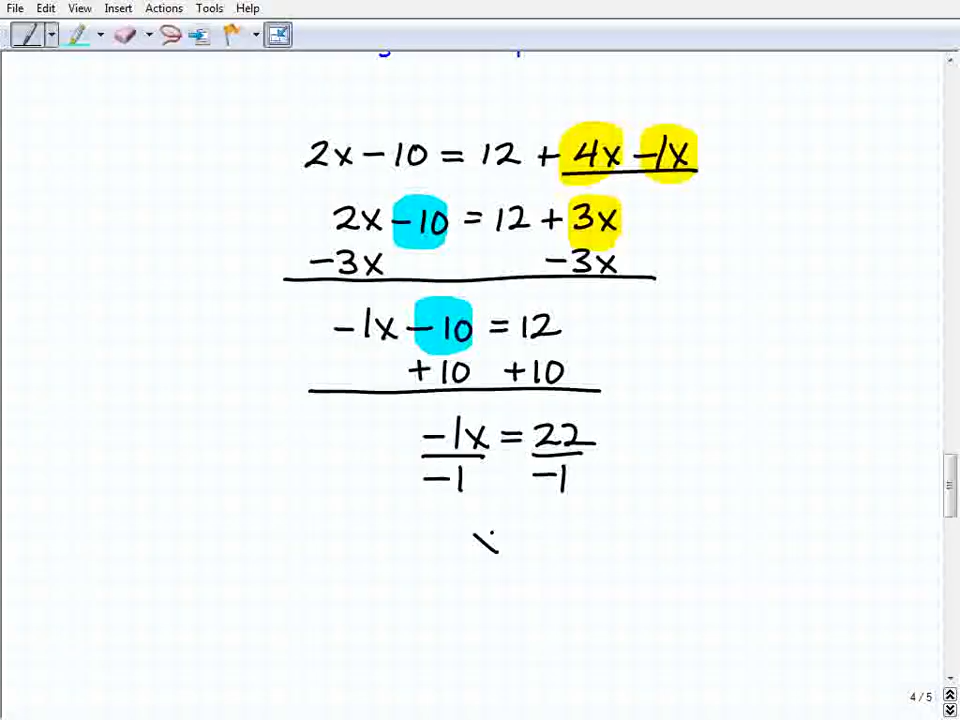 File Edit View Insert Actions Tools Help
2x - 10 = 12 + 4x - 1x
2x - 10 = 12 + 3x
-3x -3x
-1x - 10 = 12
+10 +10
-1x = 22
-1 -1
4 / 5